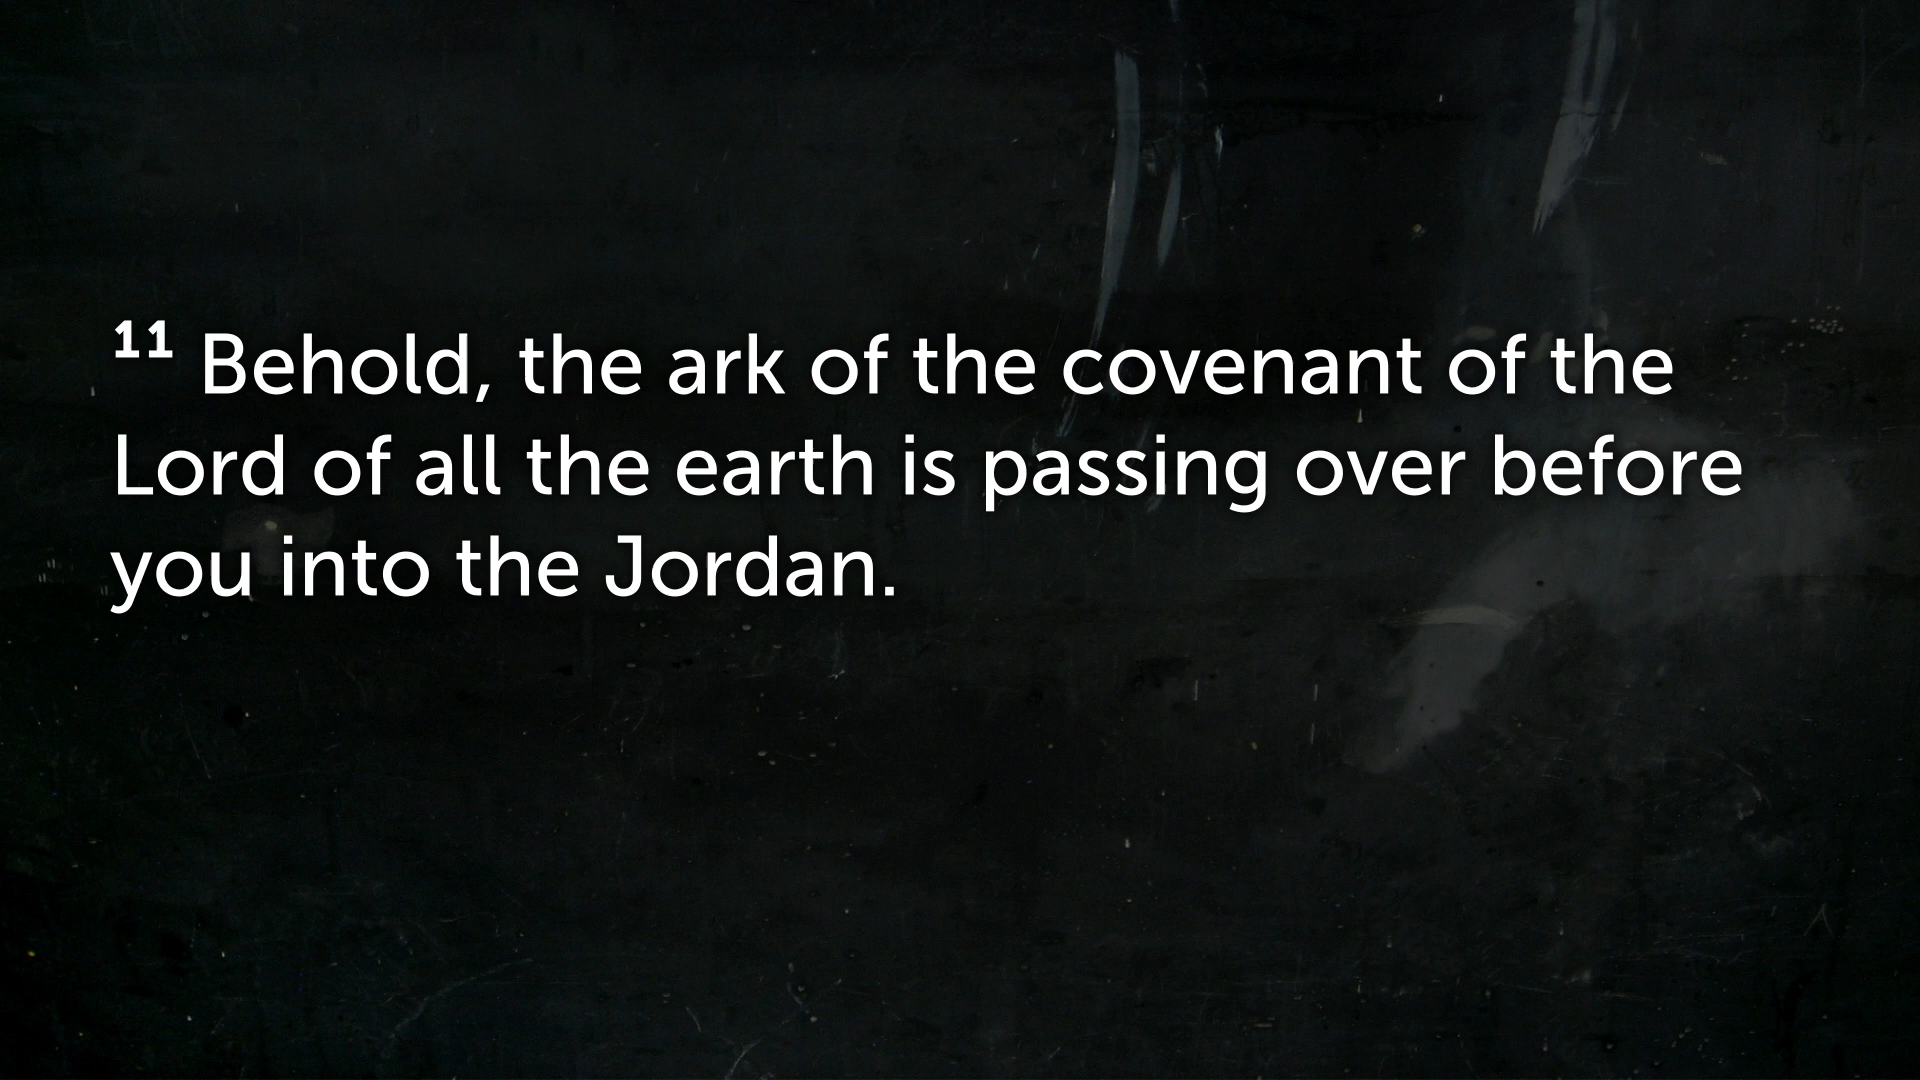 11 Behold, the ark of the covenant of the
Lord of all the earth is passing over before
you into the Jordan.